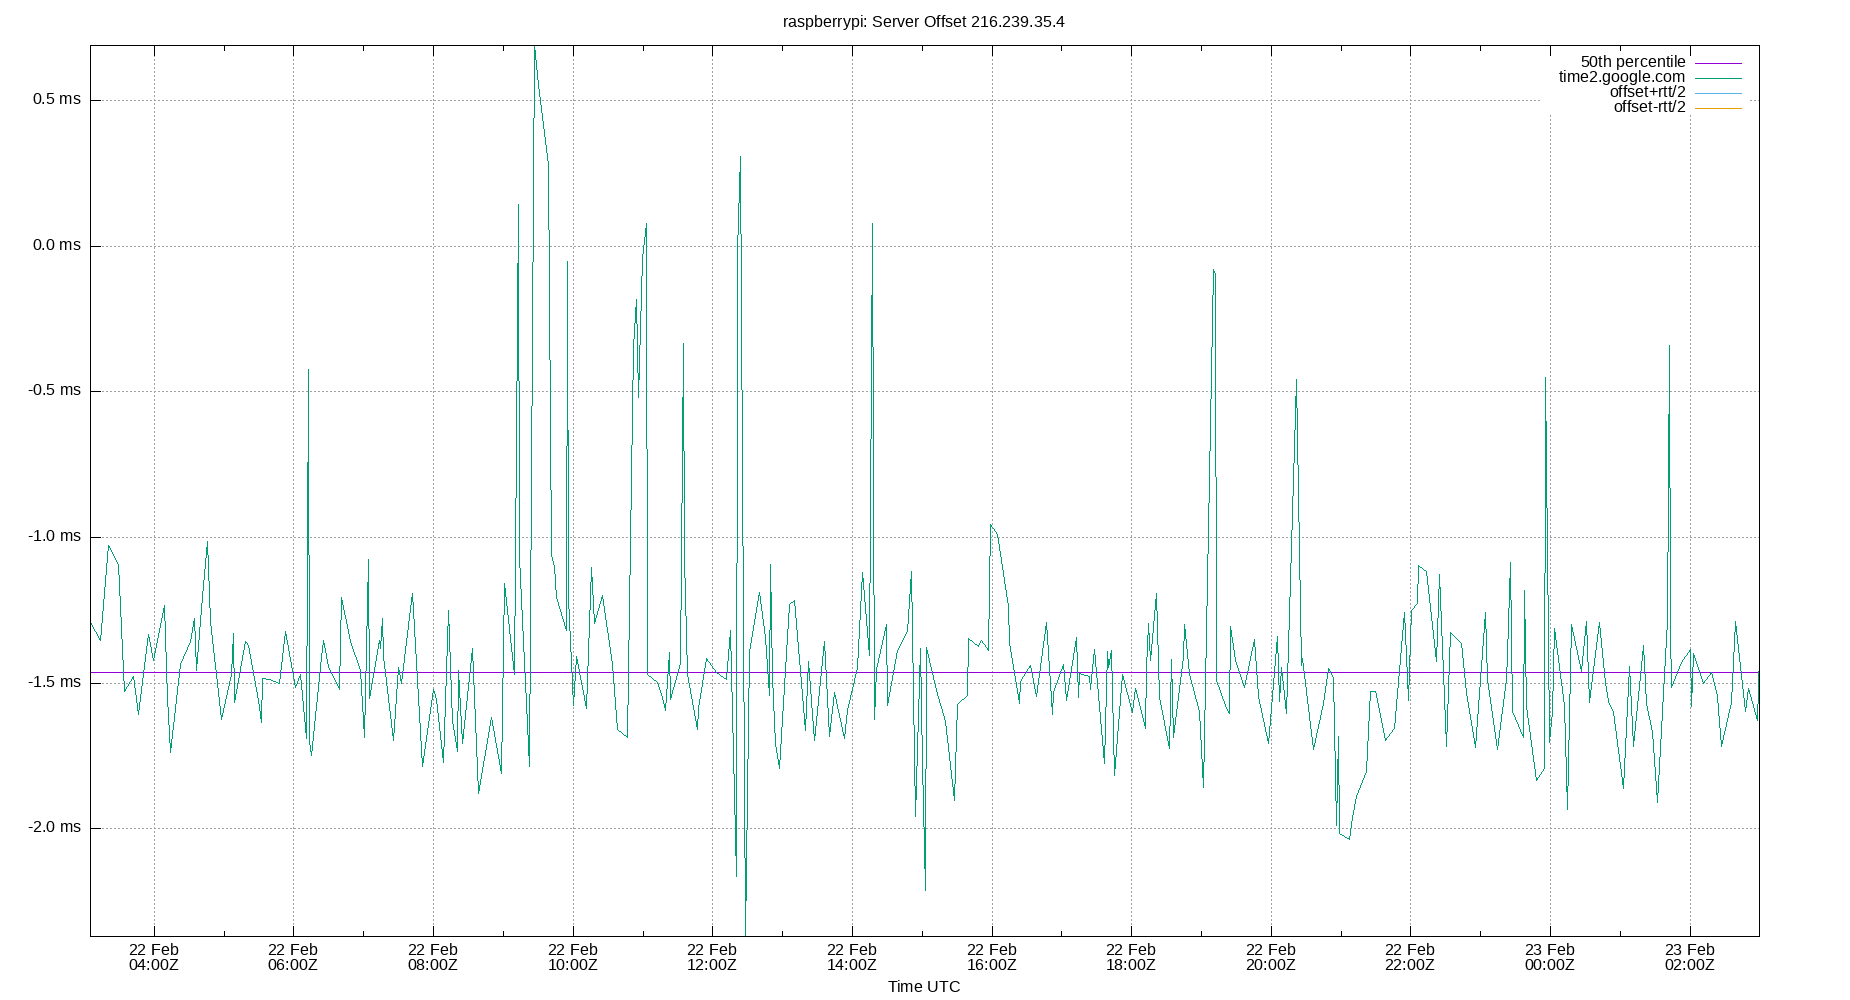 raspberrypi: Server Offset 216.239.35.4
50th percentile
time2.google.com
offset+rtt/2
offset-rtt/2
0.5 ms
0.0 ms
-0.5 ms
-1.0 ms
-1.5 ms
-2.0 ms
22 Feb 22 Feb 22 Feb 22 Feb 22 Feb 22 Feb 22 Feb 22 Feb 22 Feb 22 Feb 23 Feb 23 Feb
04:00Z 06:00Z 08:00Z 10:00Z 12:00Z 14:00Z 16:00Z 18:00Z 20:00Z 22:00Z 00:00Z 02:00Z
Time UTC